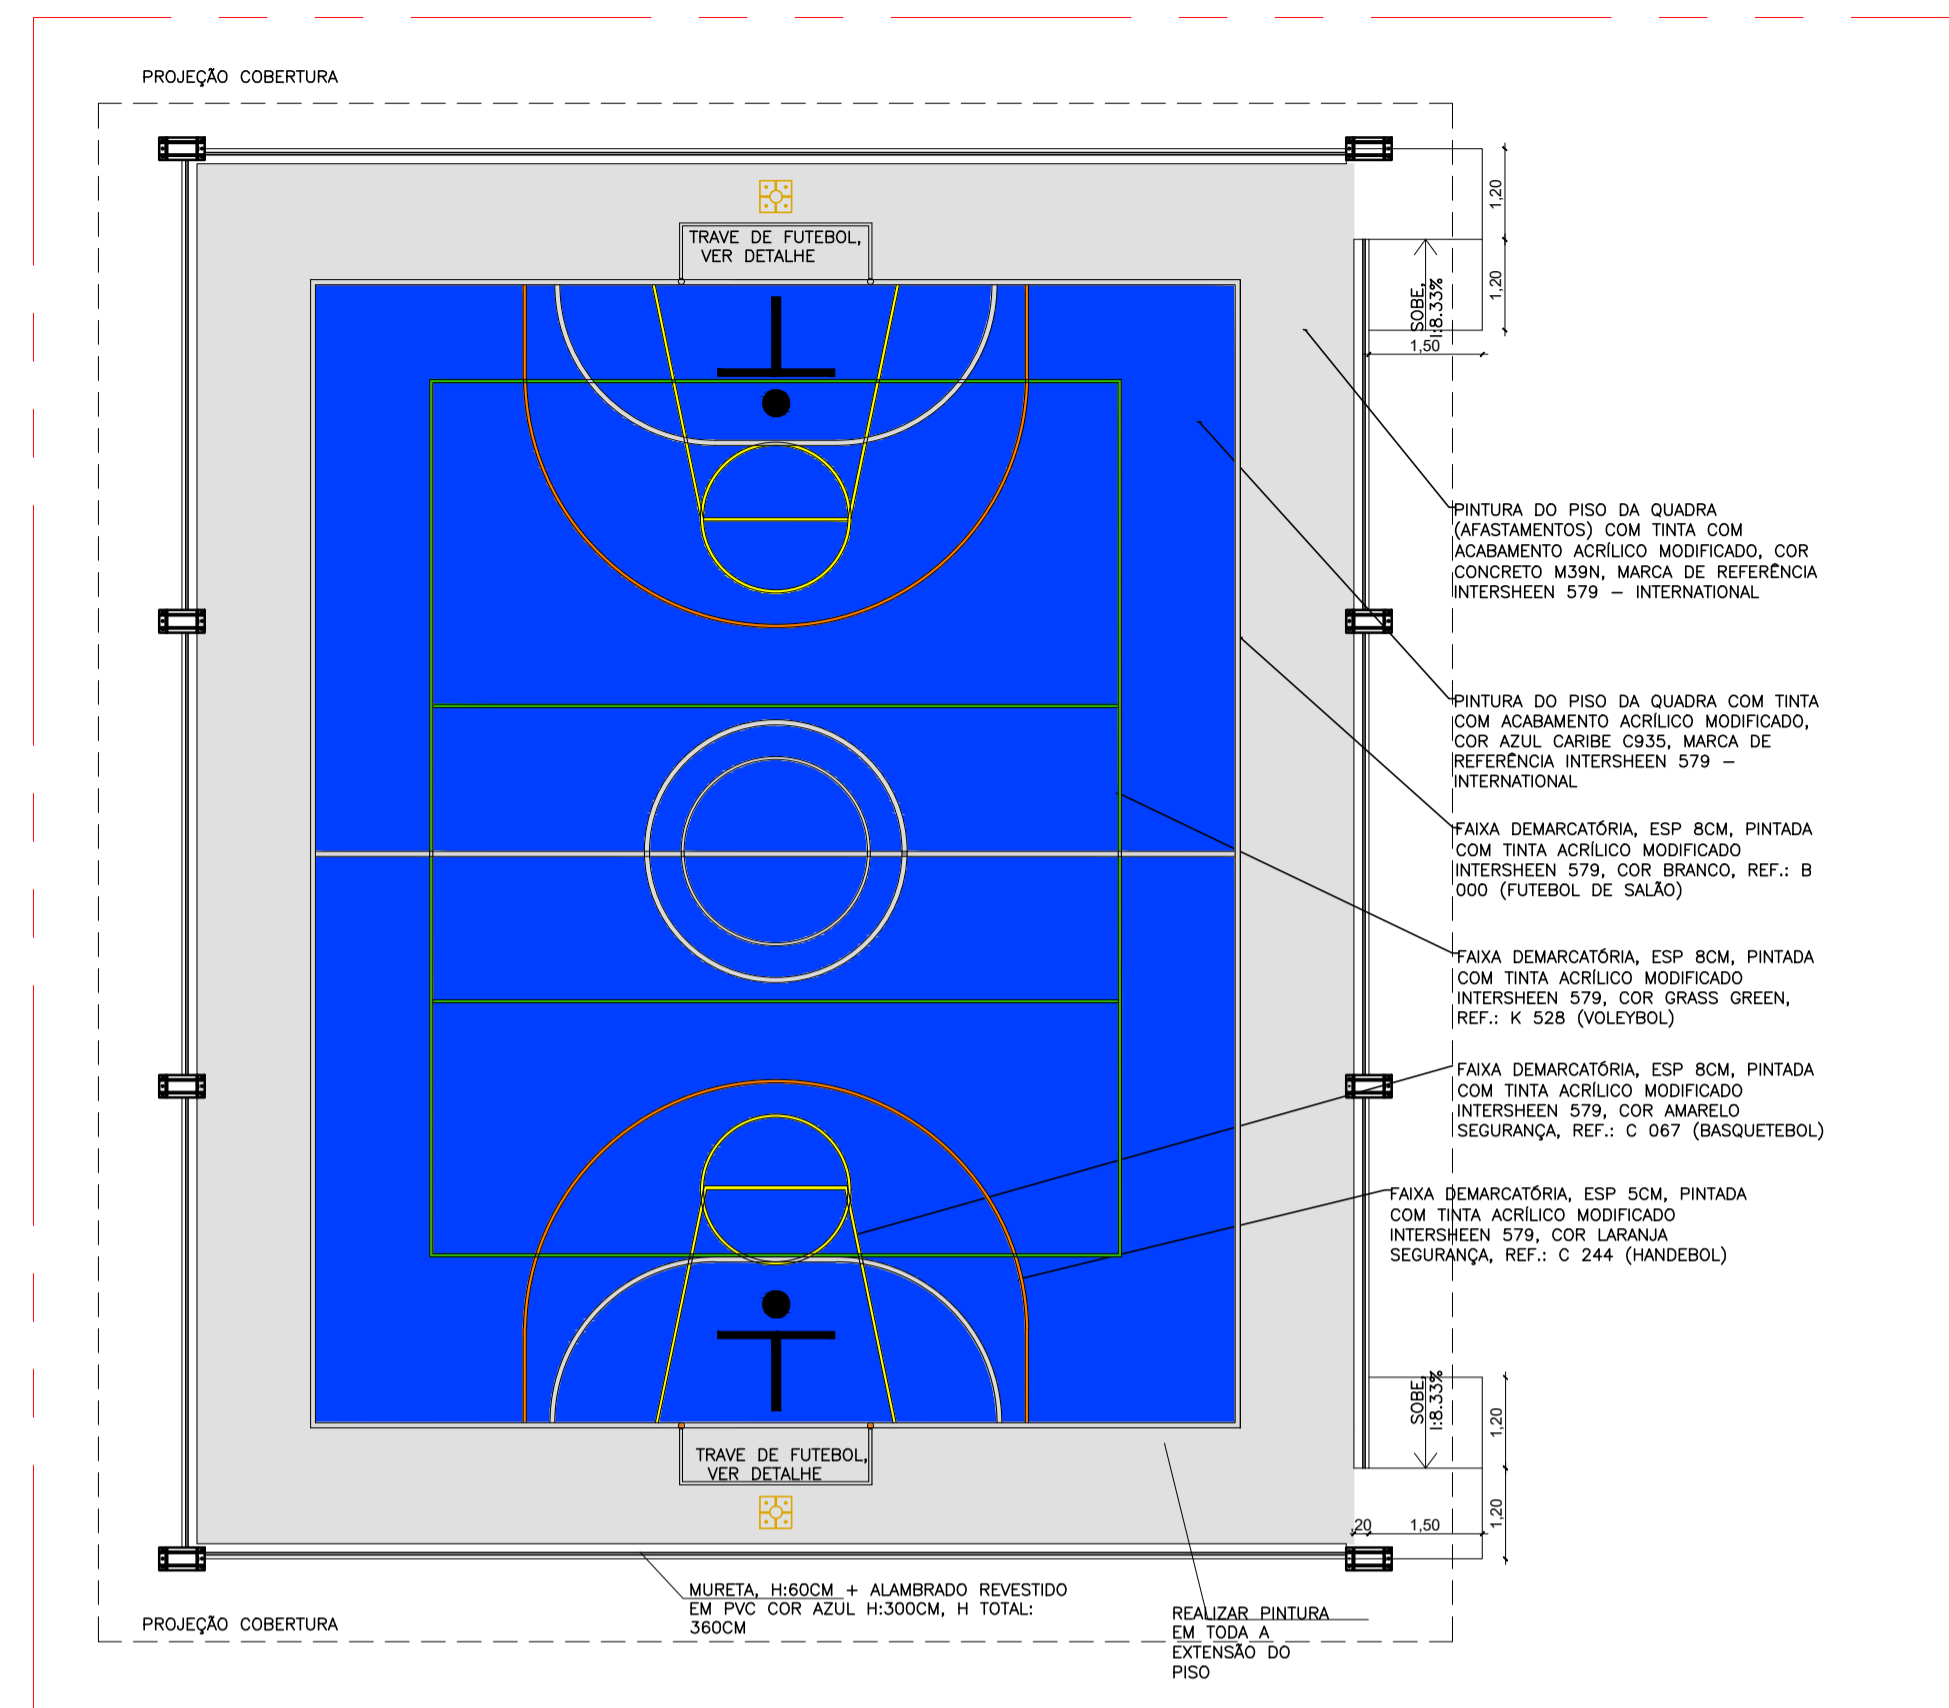 PROJEÇÃO COBERTURA
TRAVE DE FUTEBOL,
VER DETALHE
1,20
1,20
SOBE,
I:8.33%
1,50
PINTURA DO PISO DA QUADRA
(AFASTAMENTOS) COM TINTA COM
ACABAMENTO ACRÍLICO MODIFICADO, COR
CONCRETO M39N, MARCA DE REFERÊNCIA
INTERSHEEN 579 – INTERNATIONAL
PINTURA DO PISO DA QUADRA COM TINTA
COM ACABAMENTO ACRÍLICO MODIFICADO,
COR AZUL CARIBE C935, MARCA DE
REFERÊNCIA INTERSHEEN 579 –
INTERNATIONAL
FAIXA DEMARCATÓRIA, ESP 8CM, PINTADA
COM TINTA ACRÍLICO MODIFICADO
INTERSHEEN 579, COR BRANCO, REF.: B
000 (FUTEBOL DE SALÃO)
FAIXA DEMARCATÓRIA, ESP 8CM, PINTADA
COM TINTA ACRÍLICO MODIFICADO
INTERSHEEN 579, COR GRASS GREEN,
REF.: K 528 (VOLEYBOL)
FAIXA DEMARCATÓRIA, ESP 8CM, PINTADA
COM TINTA ACRÍLICO MODIFICADO
INTERSHEEN 579, COR AMARELO
SEGURANÇA, REF.: C 067 (BASQUETEBOL)
FAIXA DEMARCATÓRIA, ESP 5CM, PINTADA
COM TINTA ACRÍLICO MODIFICADO
INTERSHEEN 579, COR LARANJA
SEGURANÇA, REF.: C 244 (HANDEBOL)
SOBE,
I:8.33%
1,20
1,20
,20
1,50
TRAVE DE FUTEBOL,
VER DETALHE
MURETA, H:60CM + ALAMBRADO REVESTIDO
EM PVC COR AZUL H:300CM, H TOTAL:
360CM
REALIZAR PINTURA
EM TODA A
EXTENSÃO DO
PISO
PROJEÇÃO COBERTURA